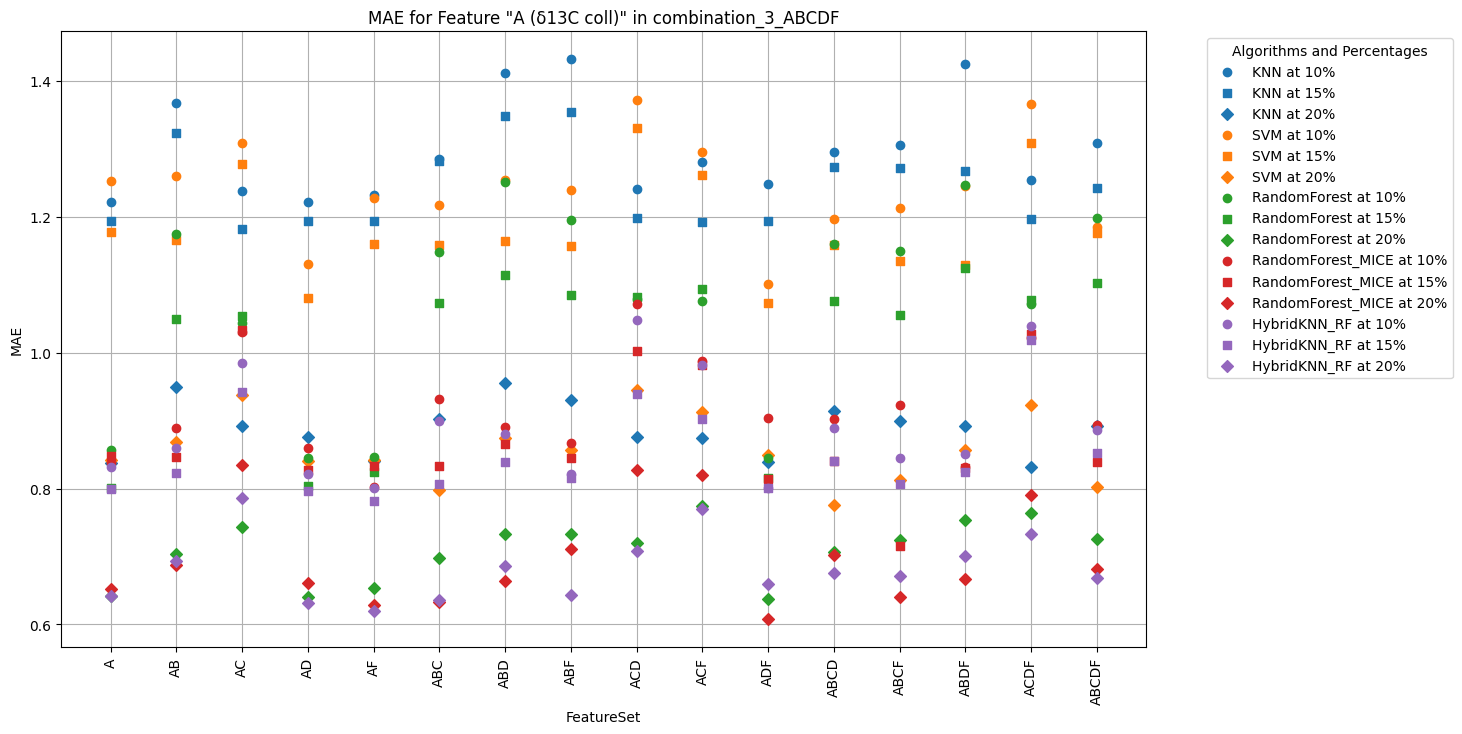 MAE for Feature "A (δ13C coll)" in combination_3_ABCDF
MAE
1.4
1.2
1.0
0.8
0.6
A
AB
AC
AD
AF
ABC
ABD
ABF
ACD
ACF
ADF
ABCD
ABCF
ABDF
ACDF
ABCDF
FeatureSet
Algorithms and Percentages
KNN at 10%
KNN at 15%
KNN at 20%
SVM at 10%
SVM at 15%
SVM at 20%
RandomForest at 10%
RandomForest at 15%
RandomForest at 20%
RandomForest_MICE at 10%
RandomForest_MICE at 15%
RandomForest_MICE at 20%
HybridKNN_RF at 10%
HybridKNN_RF at 15%
HybridKNN_RF at 20%